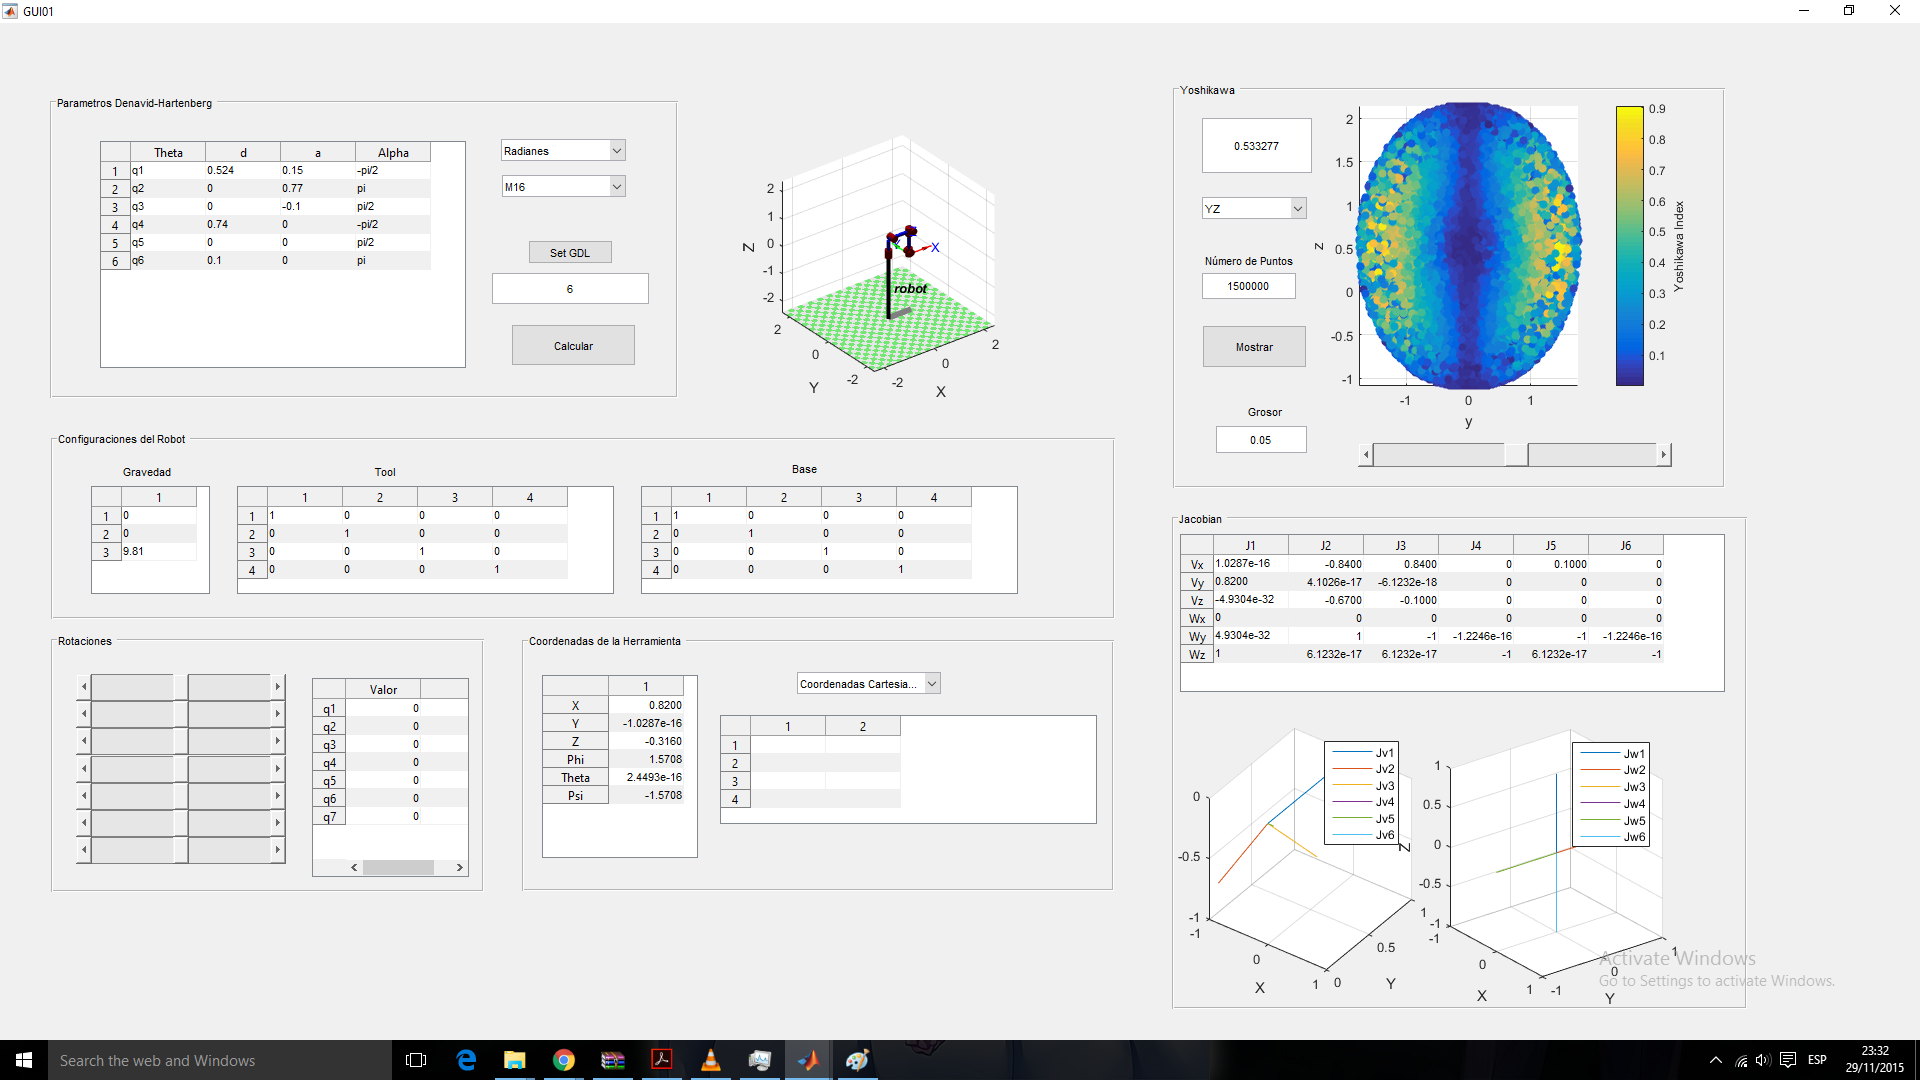 GUI01
Parametros Denavid-Hartenberg
Theta d a Alpha
1 q1 0.524 0.15 -pi/2
2 q2 0 0.77 pi
3 q3 0 -0.1 pi/2
4 q4 0.74 0 -pi/2
5 q5 0 0 pi/2
6 q6 0.1 0 pi
Radianes
M16
Set GDL
6
Calcular
2
1
0
-1
-2
Z
robot
X
2
0
-2
Y
-2
0
2
X
Yoshikawa
0.533277
YZ
Número de Puntos
1500000
Mostrar
Grosor
0.05
2
1.5
1
0.5
0
-0.5
-1
z
-1 0 1
y
0.9
0.8
0.7
0.6
0.5
0.4
0.3
0.2
0.1
Yoshikawa Index
Configuraciones del Robot
Gravedad
1
1 0
2 0
3 9.81
Tool
1 2 3 4
1 1 0 0 0
2 0 1 0 0
3 0 0 1 0
4 0 0 0 1
Base
1 2 3 4
1 1 0 0 0
2 0 1 0 0
3 0 0 1 0
4 0 0 0 1
Jacobian
J1 J2 J3 J4 J5 J6
Vx 1.0287e-16 -0.8400 0.8400 0 0.1000 0
Vy 0.8200 4.1026e-17 -6.1232e-18 0 0 0
Vz -4.9304e-32 -0.6700 -0.1000 0 0 0
Wx 0 0 0 0 0 0
Wy 4.9304e-32 1 -1 -1.2246e-16 -1 -1.2246e-16
Wz 1 6.1232e-17 6.1232e-17 -1 6.1232e-17 -1
Rotaciones
Valor
q1 0
q2 0
q3 0
q4 0
q5 0
q6 0
q7 0
Coordenadas de la Herramienta
1
X 0.8200
Y -1.0287e-16
Z -0.3160
Phi 1.5708
Theta 2.4493e-16
Psi -1.5708
Coordenadas Cartesia...
1 2
1
2
3
4
0
-0.5
-1
-1
0
1
X
0
0.5
1
Y
Z
Jv1
Jv2
Jv3
Jv4
Jv5
Jv6
1
0.5
0
-0.5
-1
-1
0
1
X
-1
0
1
Y
Jw1
Jw2
Jw3
Jw4
Jw5
Jw6
Activate Windows
Go to Settings to activate Windows.
Search the web and Windows
ESP
23:32
29/11/2015